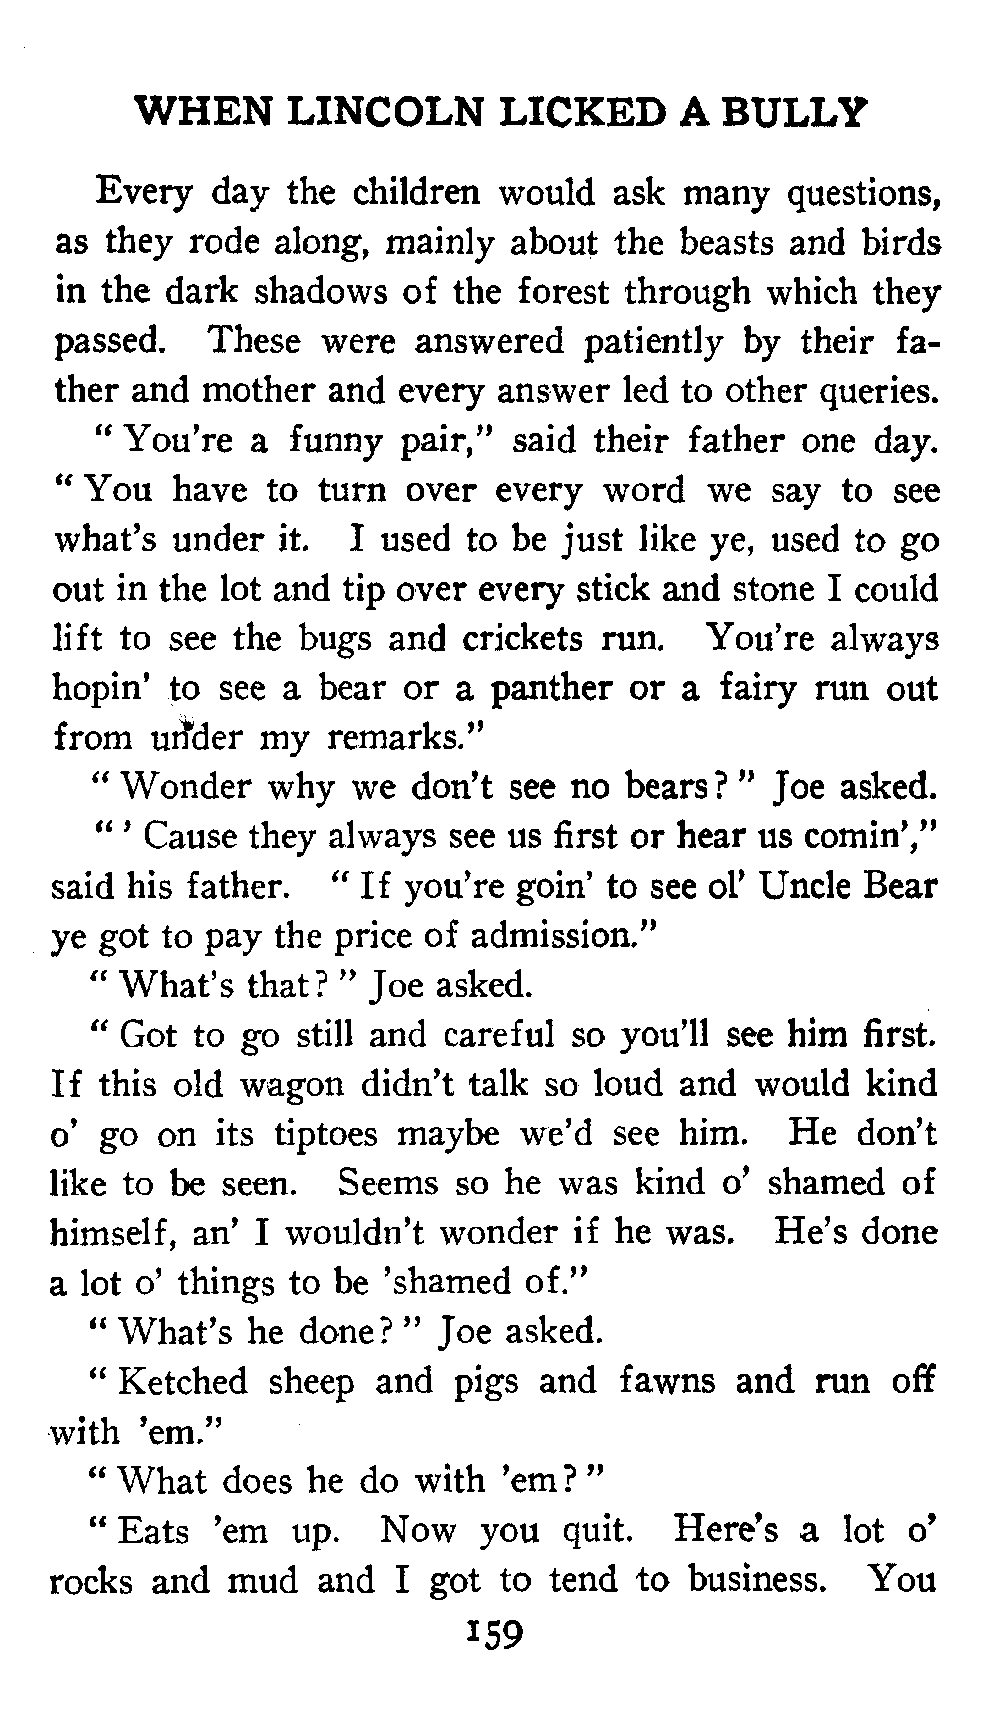 WHEN LINCOLN LICKED A BULLY
Every day the children would ask many questions,
as they rode along, mainly about the beasts and birds
in the dark shadows of the forest through which they
passed. These were answered patiently by their fa-
ther and mother and every answer led to other queries.
" You're a funny pair," said their father one day.
" You have to turn over every word we say to see
what's under it. I used to be just like ye, used to go
out in the lot and tip over every stick and stone I could
lift to see the bugs and crickets run. You're always
hopin' to see a bear or a panther or a fairy run out
from under my remarks."
" Wonder why we don't see no bears? " Joe asked.
" ' Cause they always see us first or hear us comin',"
said his father. " If you're goin' to see ol' Uncle Bear
ye got to pay the price of admission."
" What's that? " Joe asked.
" Got to go still and careful so you'll see him first.
If this old wagon didn't talk so loud and would kind
o' go on its tiptoes maybe we'd see him. He don't
like to be seen. Seems so he was kind o' shamed of
himself, an' I wouldn't wonder if he was. He's done
a lot o' things to be 'shamed of."
" What's he done? " Joe asked.
" Ketched sheep and pigs and fawns and run off
with 'em."
" What does he do with 'em? "
" Eats 'em up. Now you quit. Here's a lot o'
rocks and mud and I got to tend to business. You
159